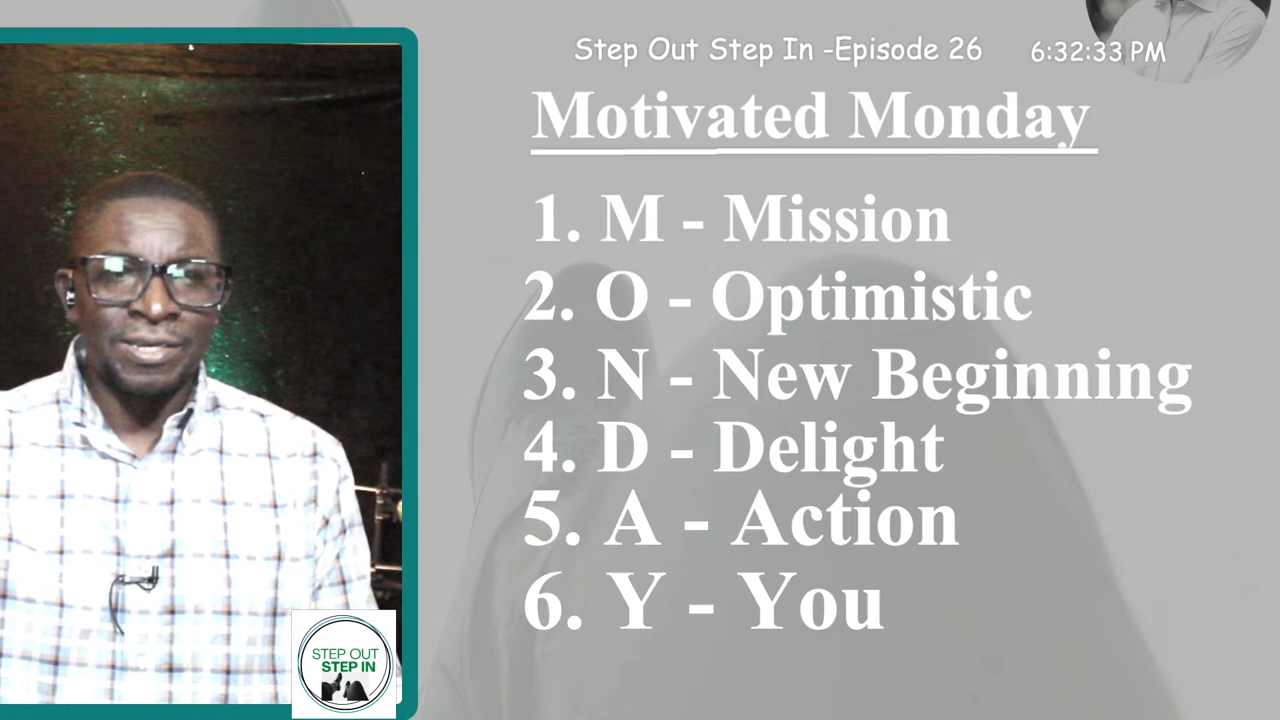 Step Out Step In -Episode 26 6:32:33 PM
Motivated Monday
1. M - Mission
2. O - Optimistic
3. N - New Beginning
4. D - Delight
5. A - Action
6. Y - You
STEP OUT
STEP IN